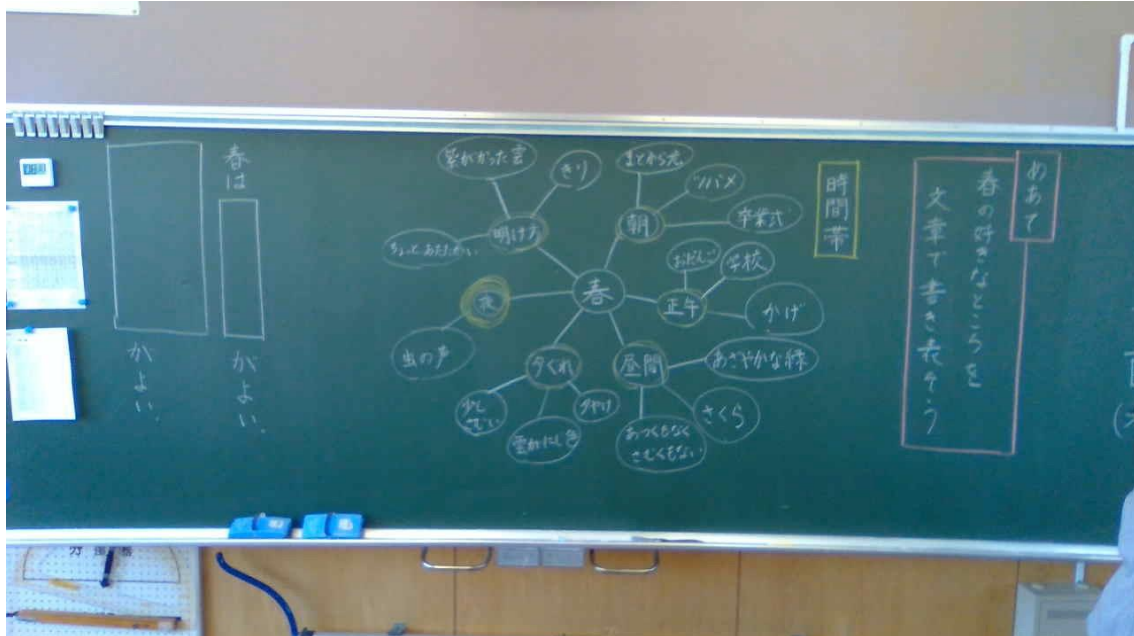 めあて
春の好きなところを
文章で書き表そう
時間帯
春
朝
まどから光
ツバメ
卒業式
正午
おだんご
学校
かげ
昼間
あざやかな緑
さくら
あつくもなく
さむくもない
夕ぐれ
夕やけ
雲がにじ色
少し
さむい
夜
虫の声
明け方
ちょっとあたたかい
紫がかった雲
きり
春は
がよい、
がよい。